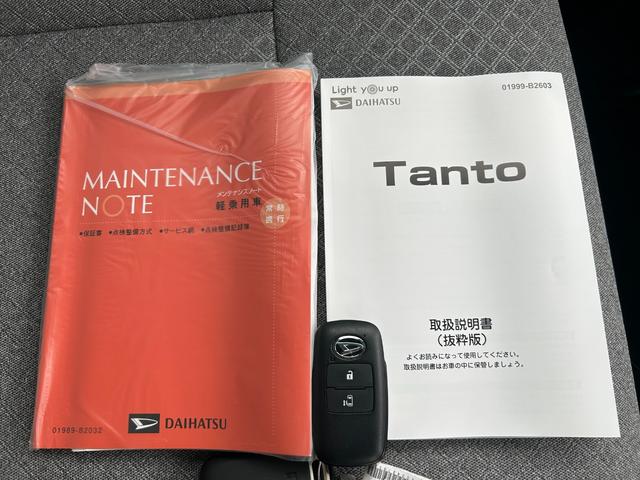 MAINTENANCE
NOTE
メンテナンスノート
軽乗用車
常時
携行
●保証書 ●点検整備方式 ●サービス網 ●点検整備記録簿
DAIHATSU
01989-B2032
Light you up
DAIHATSU
01999-B2603
Tanto
取扱説明書
(抜粋版)
よくお読みになって使用してください。
取扱説明書はお車の中に保管しましょう。